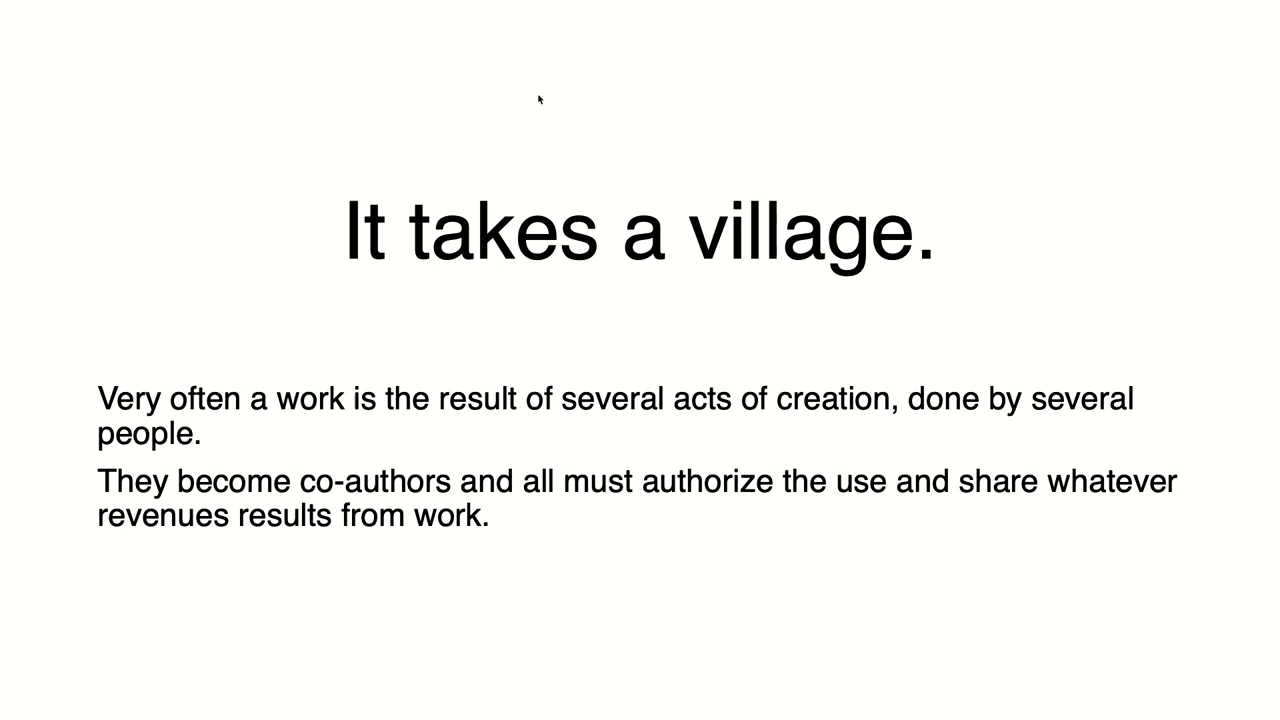 It takes a village.
Very often a work is the result of several acts of creation, done by several
people.
They become co-authors and all must authorize the use and share whatever
revenues results from work.